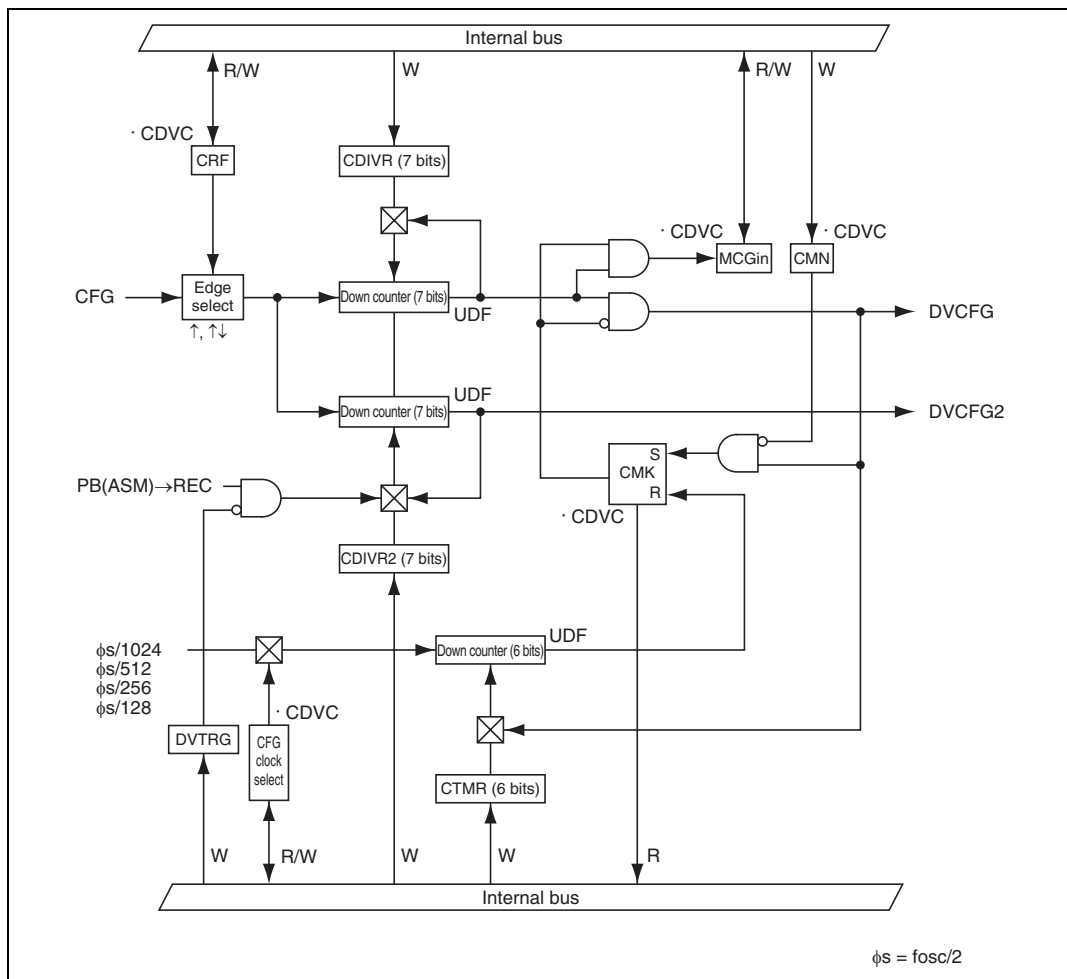 Internal bus
R/W
W
R/W
W
· CDVC
CRF
CDIVR (7 bits)
· CDVC
MCGin
· CDVC
CMN
CFG
Edge
select
↑, ↑↓
Down counter (7 bits)
UDF
DVCFG
Down counter (7 bits)
UDF
DVCFG2
PB(ASM)→REC
S
CMK
R
· CDVC
CDIVR2 (7 bits)
ϕs/1024
ϕs/512
ϕs/256
ϕs/128
Down counter (6 bits)
UDF
· CDVC
DVTRG
CFG
clock
select
CTMR (6 bits)
W
R/W
W
W
R
Internal bus
ϕs = fosc/2